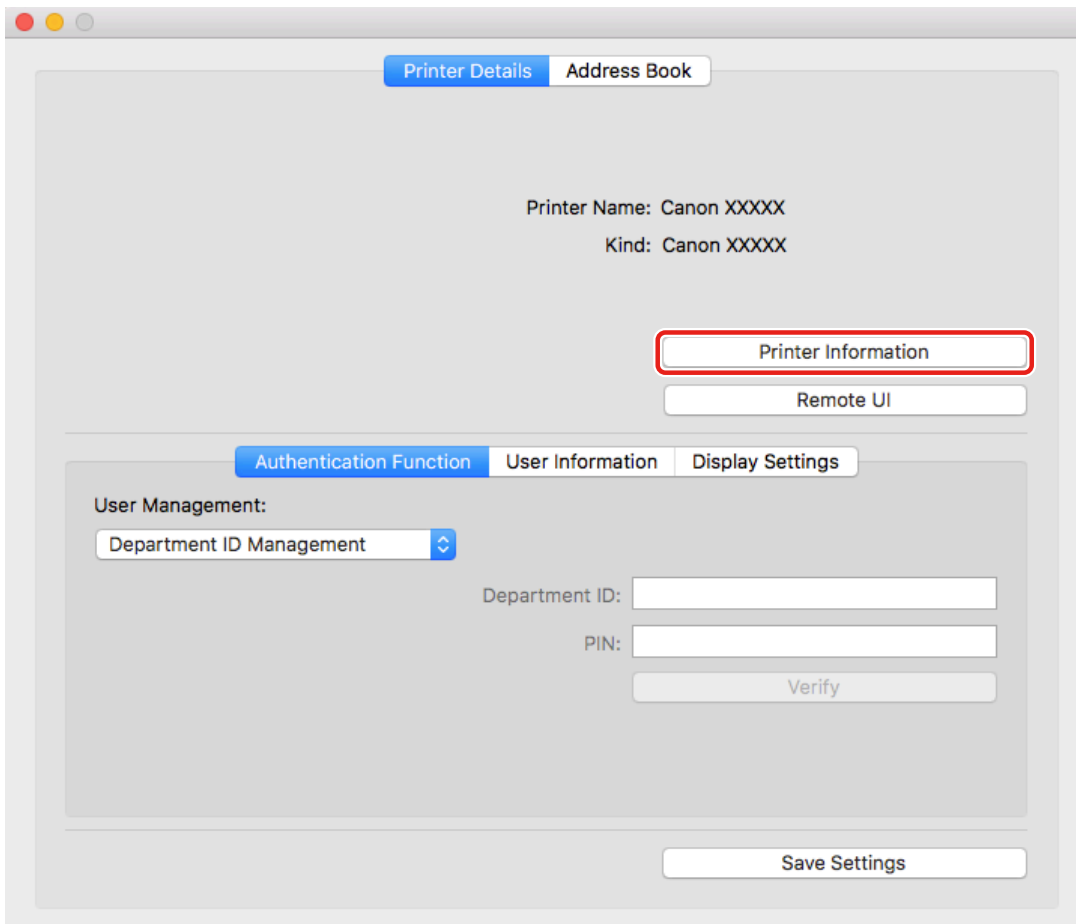 Printer Details Address Book
Printer Name: Canon XXXXX
Kind: Canon XXXXX
Printer Information
Remote UI
Authentication Function User Information Display Settings
User Management:
Department ID Management
Department ID:
PIN:
Verify
Save Settings